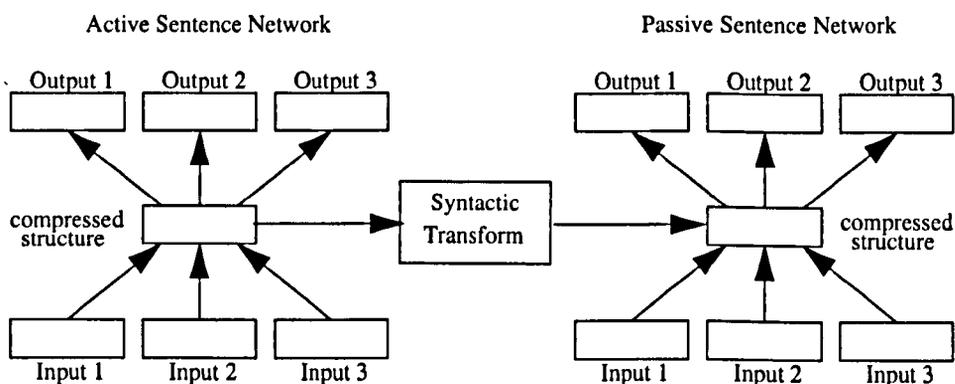 Active Sentence Network
Passive Sentence Network
Output 1 Output 2 Output 3
Output 1 Output 2 Output 3
compressed
structure
Syntactic
Transform
compressed
structure
Input 1 Input 2 Input 3
Input 1 Input 2 Input 3